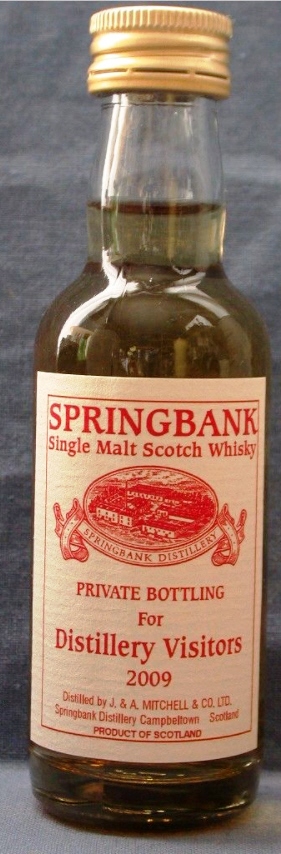 SPRINGBANK
Single Malt Scotch Whisky
SPRINGBANK DISTILLERY
PRIVATE BOTTLING
For
Distillery Visitors
2009
Distilled by J. & A. MITCHELL & CO. LTD.
Springbank Distillery Campbeltown Scotland
PRODUCT OF SCOTLAND